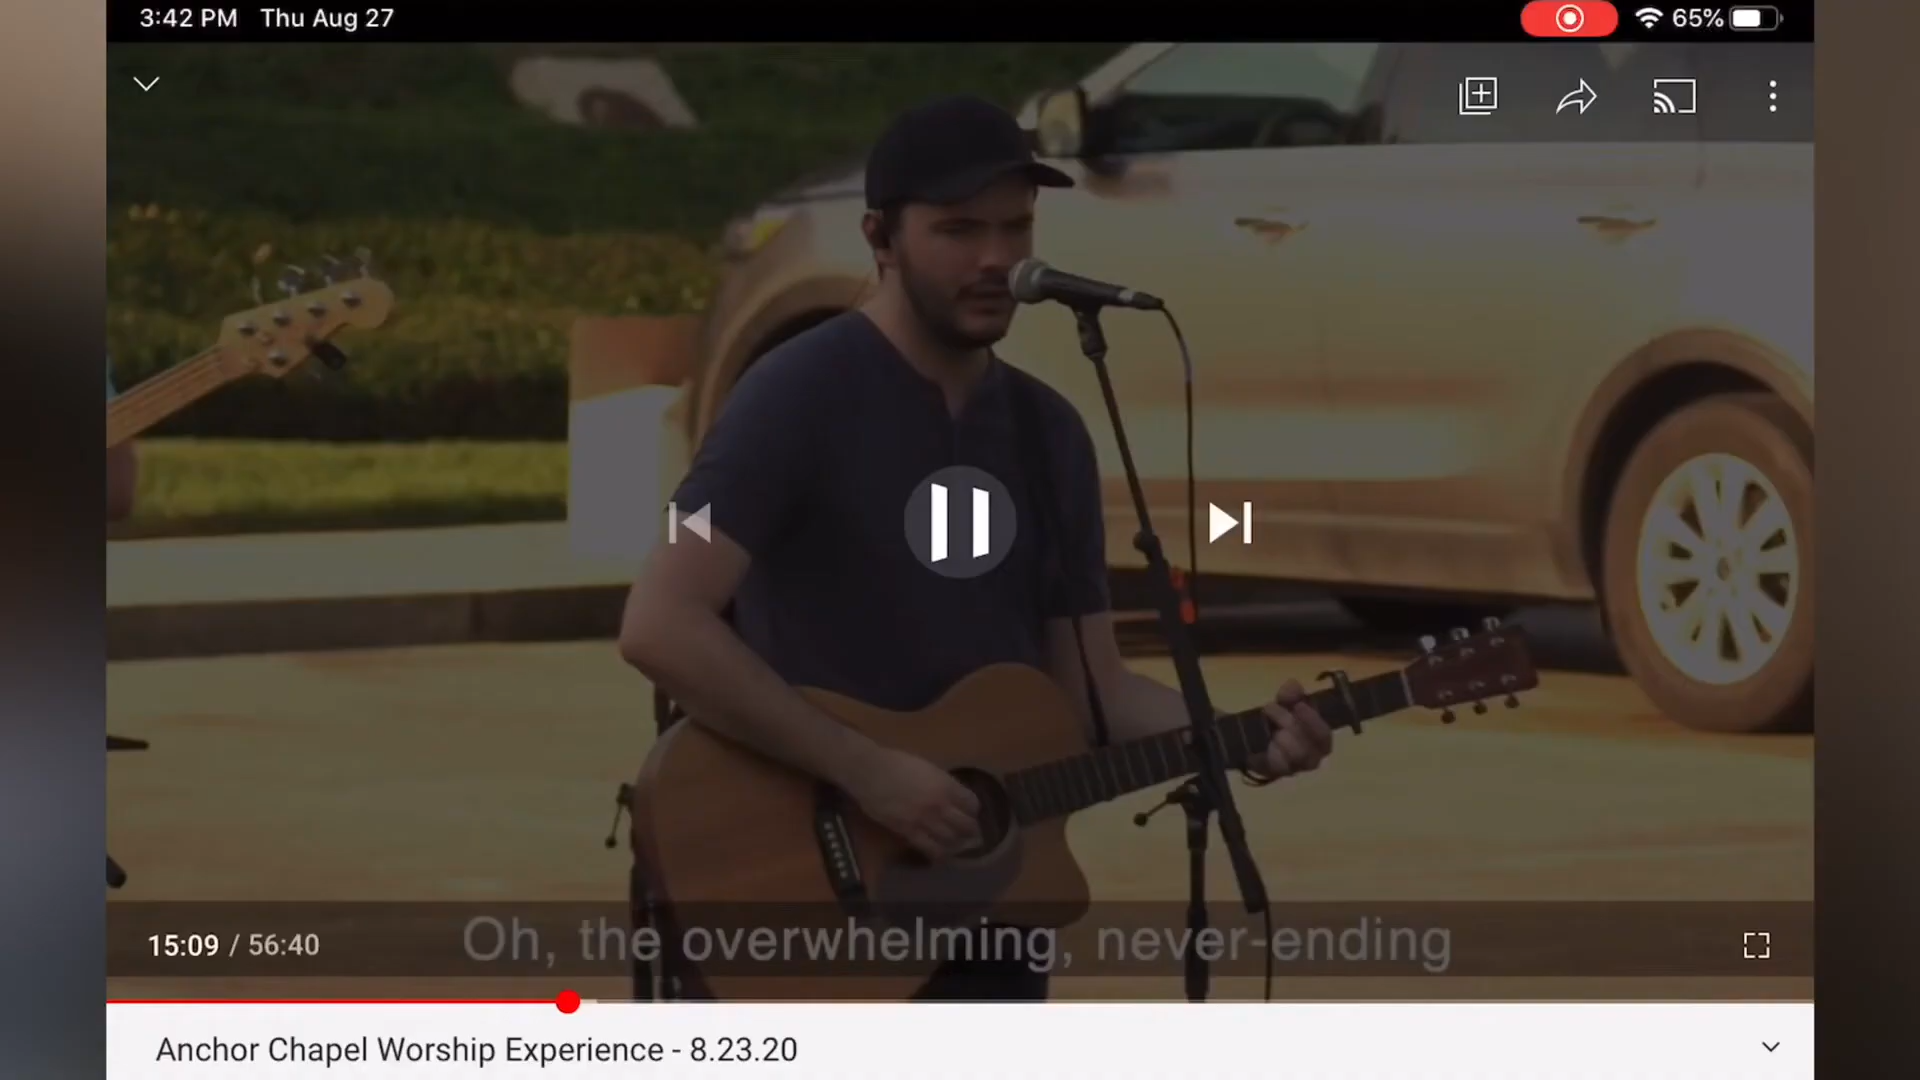 3:42 PM Thu Aug 27
65%
15:09 / 56:40
Oh, the overwhelming, never-ending
Anchor Chapel Worship Experience - 8.23.20